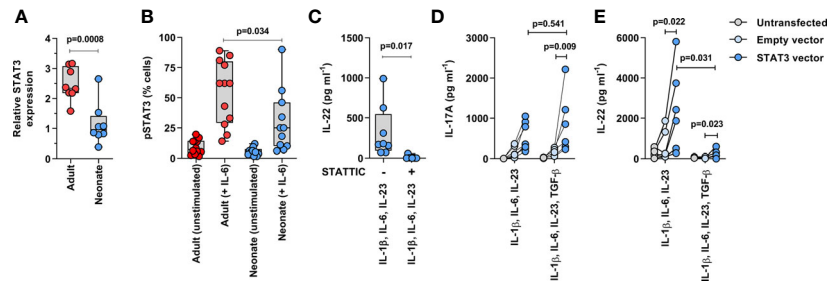 A
p=0.0008
Relative STAT3
expression
4
3
2
1
0
Adult
Neonate
B
p=0.034
pSTAT3 (% cells)
100
75
50
25
0
Adult (unstimulated)
Adult (+ IL-6)
Neonate (unstimulated)
Neonate (+ IL-6)
C
p=0.017
IL-22 (pg ml-1)
1500
1000
500
0
STATTIC
-
+
IL-1β, IL-6, IL-23
IL-1β, IL-6, IL-23
D
p=0.541
p=0.009
IL-17A (pg ml-1)
3000
2000
1000
0
IL-1β, IL-6, IL-23
IL-1β, IL-6, IL-23, TGF-β
E
p=0.022
p=0.031
p=0.023
IL-22 (pg ml-1)
6000
4000
2000
0
IL-1β, IL-6, IL-23
IL-1β, IL-6, IL-23, TGF-β
Untransfected
Empty vector
STAT3 vector